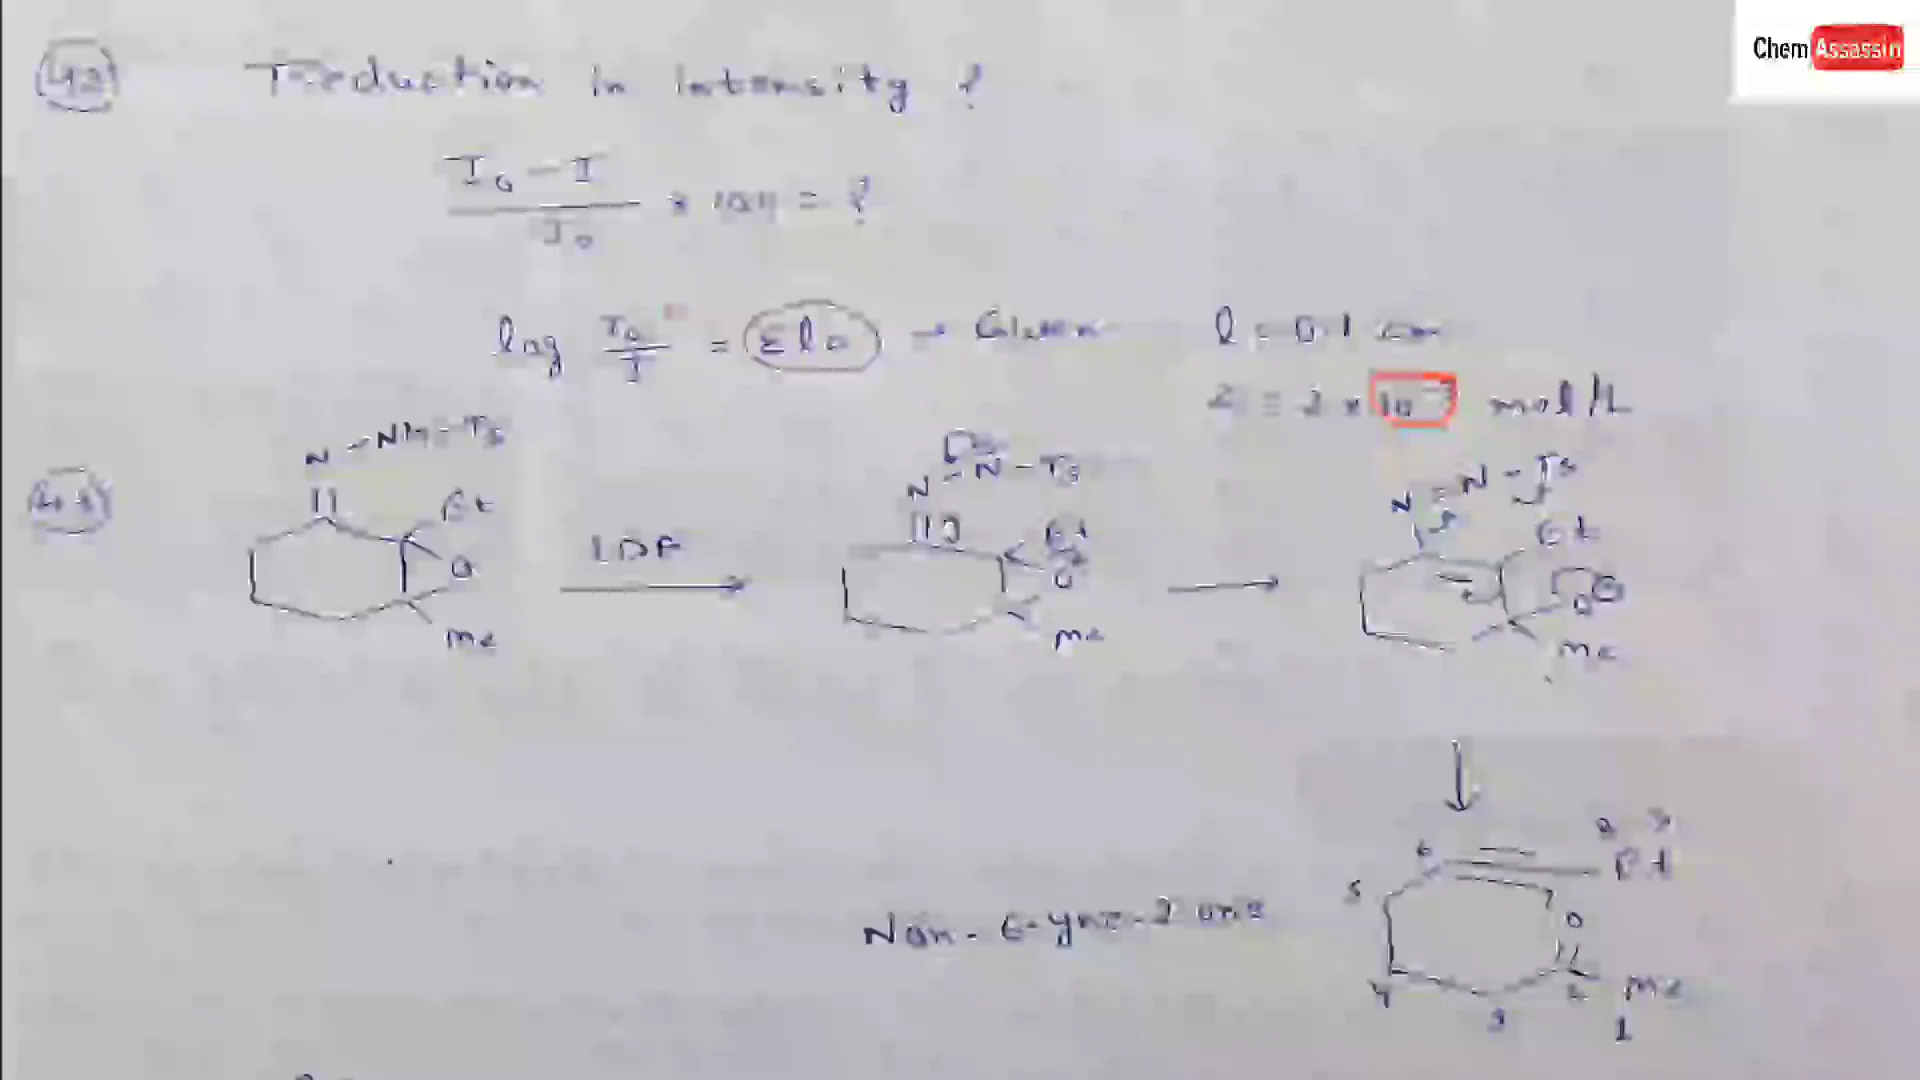 Chem Assassin
42 Reduction in intensity ?
I₀ - I / I₀ × 100 = ?
log I₀/I = εlc → Given l = 0.1 cm
= 2 × 10⁻³ mol/L
N - NH - Ts
Et
O
Me
LDA
N - N - Ts
Et
O
Me
N = N - Ts
Et
O
Me
6 Et
5 O
Non - 6 - yne - 2 one
4 3 2 Me
1